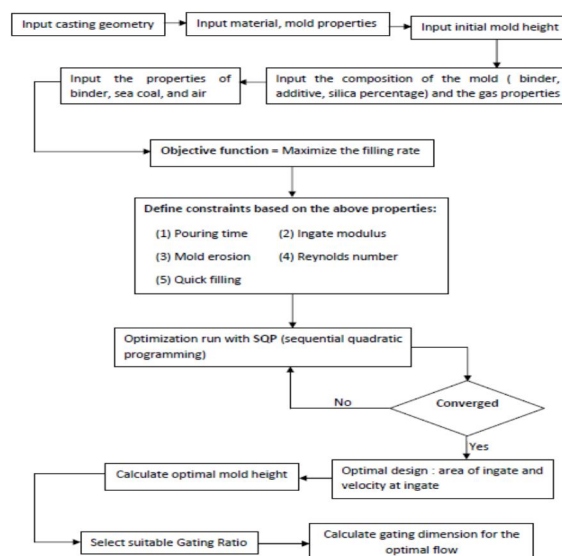 Input casting geometry
Input material, mold properties
Input initial mold height
Input the properties of
binder, sea coal, and air
Input the composition of the mold ( binder,
additive, silica percentage) and the gas properties
Objective function = Maximize the filling rate
Define constraints based on the above properties:
(1) Pouring time (2) Ingate modulus
(3) Mold erosion (4) Reynolds number
(5) Quick filling
Optimization run with SQP (sequential quadratic
programming)
No
Converged
Yes
Calculate optimal mold height
Optimal design : area of ingate and
velocity at ingate
Select suitable Gating Ratio
Calculate gating dimension for the
optimal flow